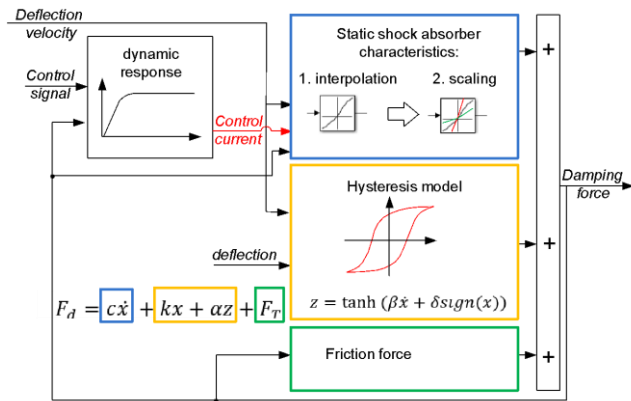 Deflection
velocity
Control
signal
dynamic
response
Control
current
Static shock absorber
characteristics:
1. interpolation
2. scaling
Hysteresis model
deflection
z = tanh (βẋ + δsıgn(x))
F_d = cẋ + kx + αz + F_T
Friction force
+
+
+
Damping
force